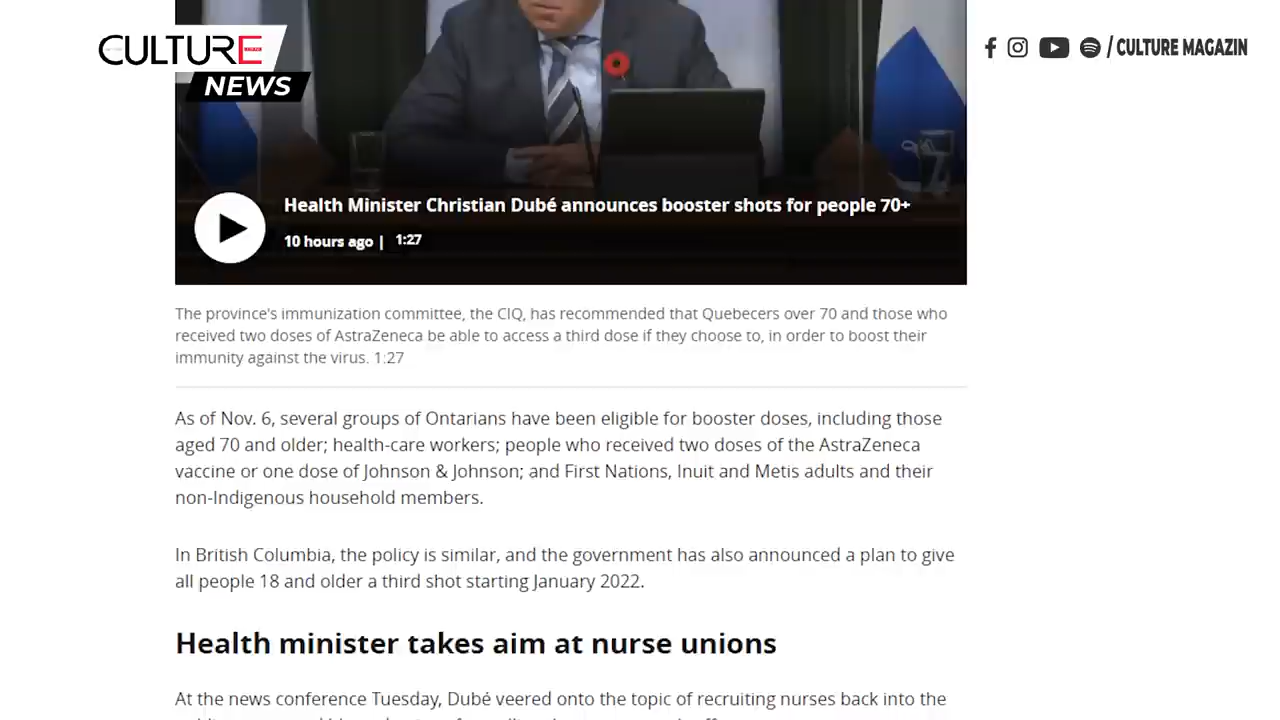 CULTURE
NEWS
/ CULTURE MAGAZIN
Health Minister Christian Dubé announces booster shots for people 70+
10 hours ago | 1:27
The province's immunization committee, the CIQ, has recommended that Quebecers over 70 and those who
received two doses of AstraZeneca be able to access a third dose if they choose to, in order to boost their
immunity against the virus. 1:27
As of Nov. 6, several groups of Ontarians have been eligible for booster doses, including those
aged 70 and older; health-care workers; people who received two doses of the AstraZeneca
vaccine or one dose of Johnson & Johnson; and First Nations, Inuit and Metis adults and their
non-Indigenous household members.
In British Columbia, the policy is similar, and the government has also announced a plan to give
all people 18 and older a third shot starting January 2022.
Health minister takes aim at nurse unions
At the news conference Tuesday, Dubé veered onto the topic of recruiting nurses back into the